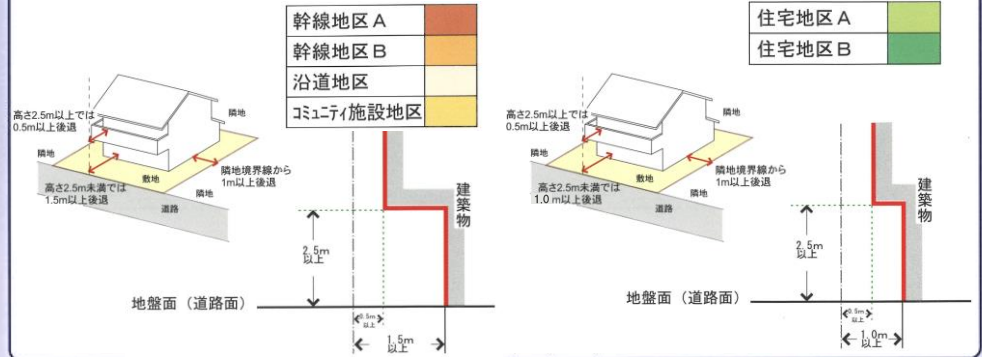 幹線地区A
幹線地区B
沿道地区
コミュニティ施設地区
高さ2.5m以上では
0.5m以上後退
隣地
隣地
敷地
隣地境界線から
1m以上後退
高さ2.5m未満では
1.5m以上後退
隣地
道路
建築物
2.5m
以上
地盤面（道路面）
0.5m
以上
1.5m
以上
住宅地区A
住宅地区B
高さ2.5m以上では
0.5m以上後退
隣地
隣地
敷地
隣地境界線から
1m以上後退
高さ2.5m未満では
1.0m以上後退
隣地
道路
建築物
2.5m
以上
地盤面（道路面）
0.5m
以上
1.0m
以上